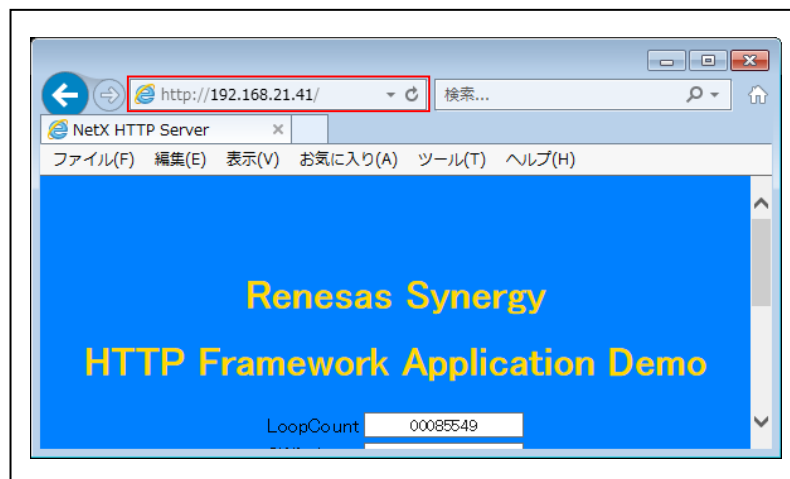 http://192.168.21.41/
検索...
NetX HTTP Server
ファイル(F) 編集(E) 表示(V) お気に入り(A) ツール(T) ヘルプ(H)
Renesas Synergy
HTTP Framework Application Demo
LoopCount 00085549